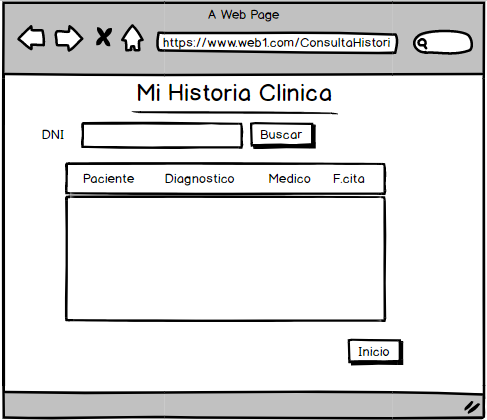 A Web Page
https://www.web1.com/ConsultaHistori
Mi Historia Clinica
DNI Buscar
Paciente Diagnostico Medico F.cita
Inicio